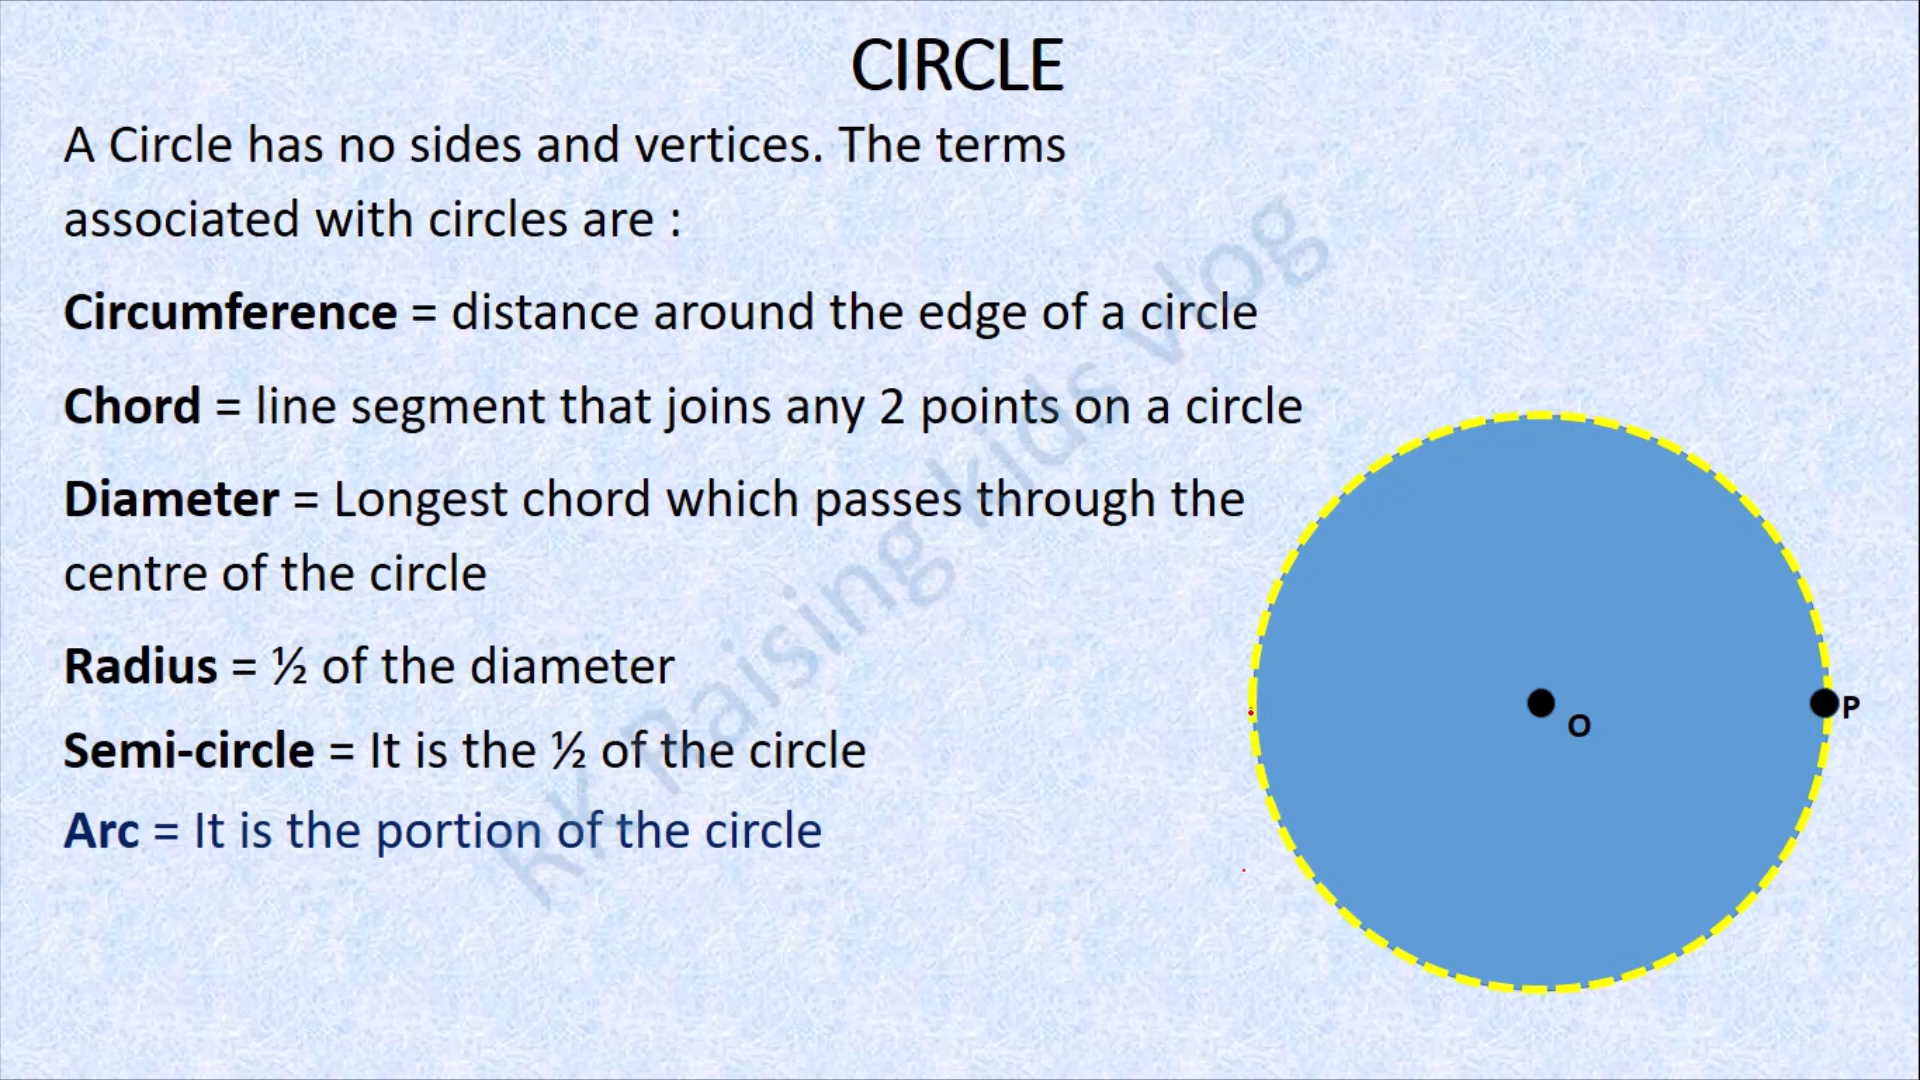 CIRCLE
A Circle has no sides and vertices. The terms
associated with circles are :
Circumference = distance around the edge of a circle
Chord = line segment that joins any 2 points on a circle
Diameter = Longest chord which passes through the
centre of the circle
Radius = ½ of the diameter
Semi-circle = It is the ½ of the circle
Arc = It is the portion of the circle
O
P
RK Raising kids vlog